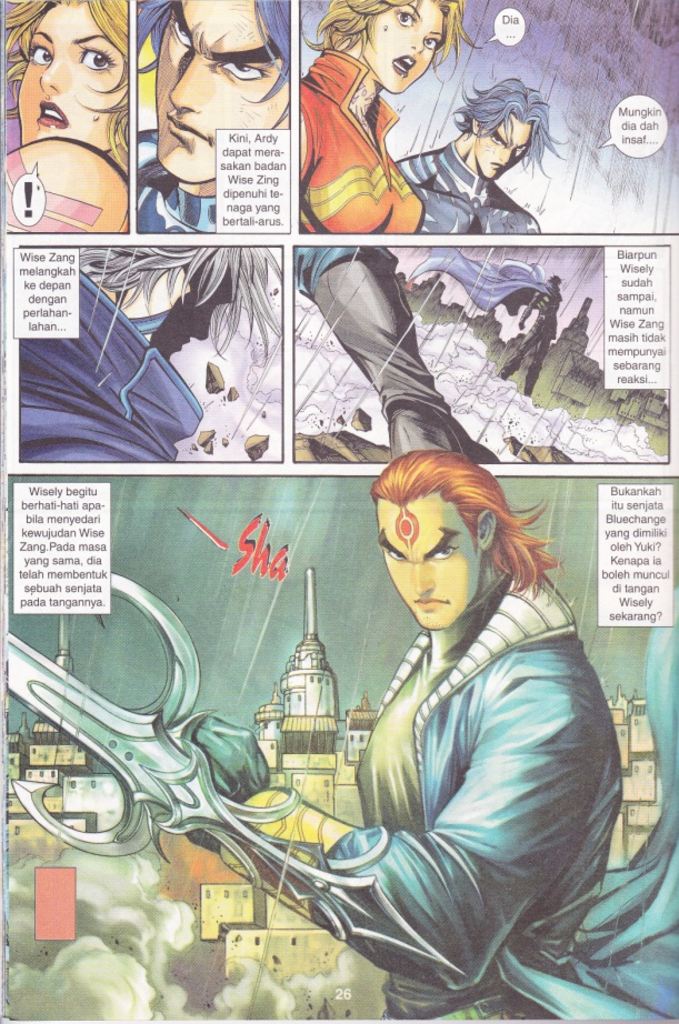 !
Kini, Ardy
dapat mera-
sakan badan
Wise Zing
dipenuhi te-
naga yang
bertali-arus.
Dia
...
Mungkin
dia dah
insaf....
Wise Zang
melangkah
ke depan
dengan
perlahan-
lahan...
Biarpun
Wisely
sudah
sampai,
namun
Wise Zang
masih tidak
mempunyai
sebarang
reaksi...
Wisely begitu
berhati-hati apa-
bila menyedari
kewujudan Wise
Zang.Pada masa
yang sama, dia
telah membentuk
sebuah senjata
pada tangannya.
Sha
Bukankah
itu senjata
Bluechange
yang dimiliki
oleh Yuki?
Kenapa ia
boleh muncul
di tangan
Wisely
sekarang?
26